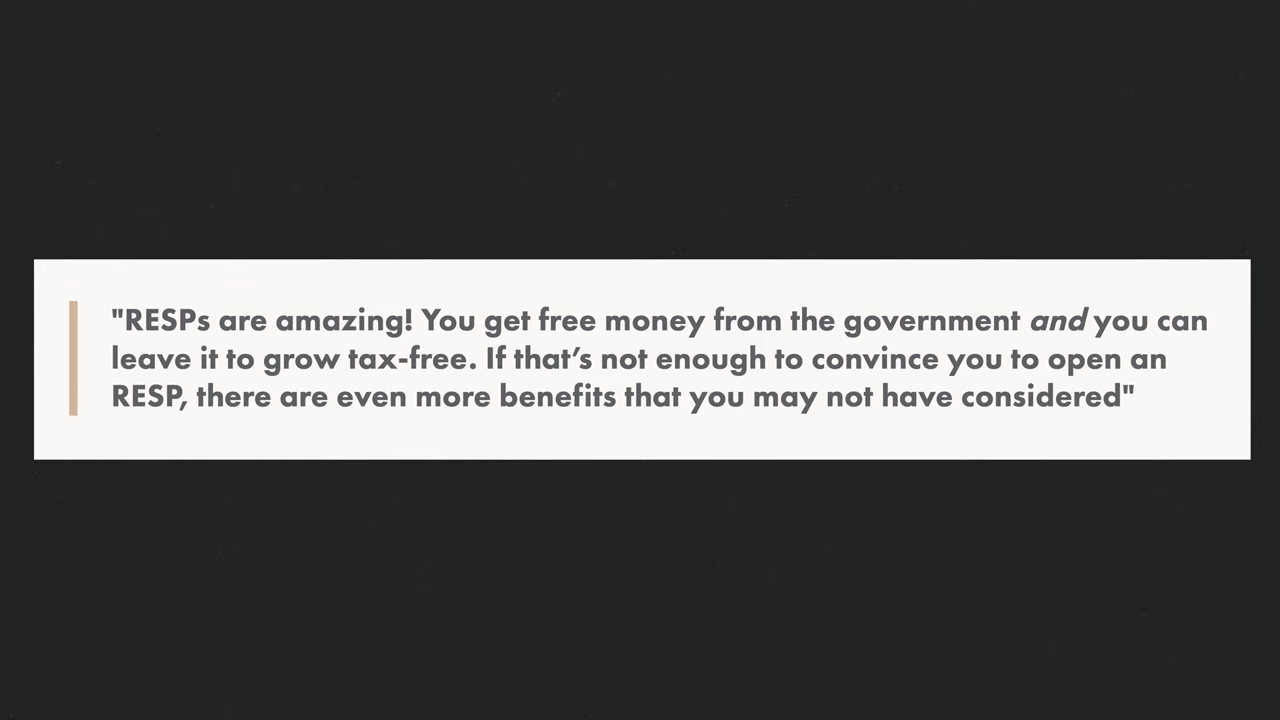 "RESPs are amazing! You get free money from the government and you can
leave it to grow tax-free. If that’s not enough to convince you to open an
RESP, there are even more benefits that you may not have considered"